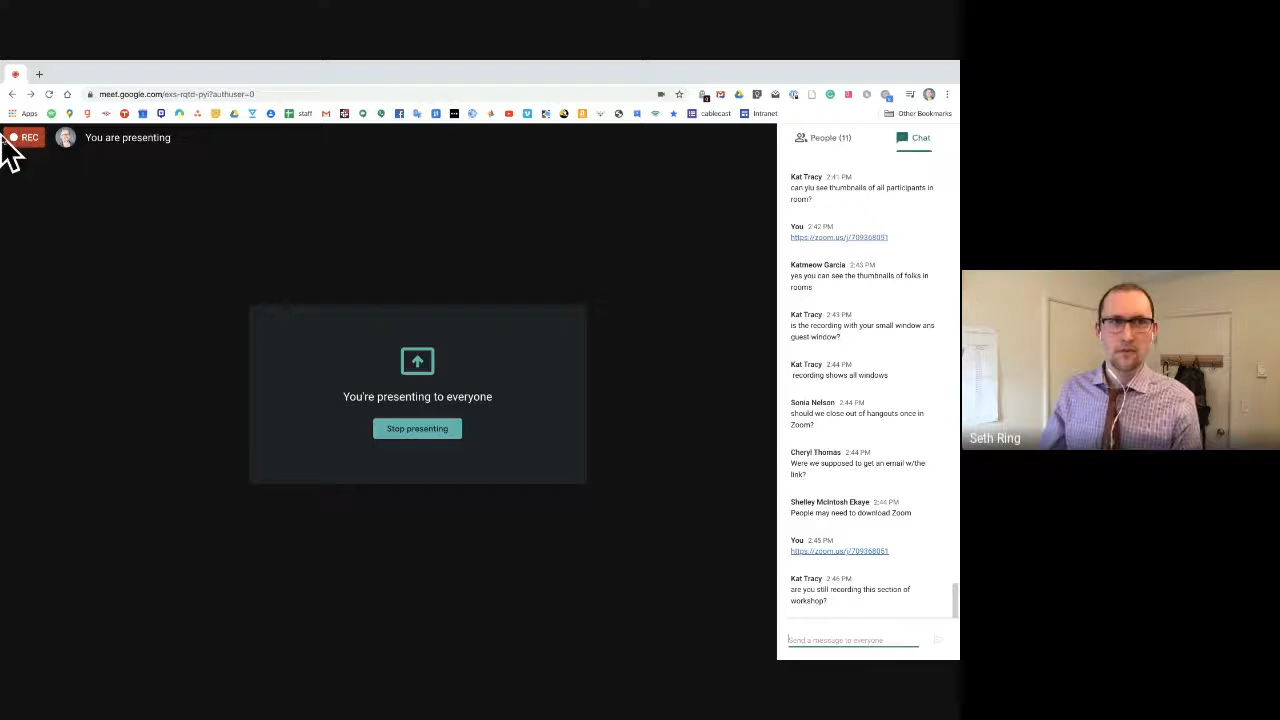 meet.google.com/exs-rqtd-pyi?authuser=0
Apps
staff
cablecast
Intranet
Other Bookmarks
REC
You are presenting
People (11)
Chat
Kat Tracy 2:41 PM
can yiu see thumbnails of all participants in
room?
You 2:42 PM
https://zoom.us/j/709368051
Katmeow Garcia 2:43 PM
yes you can see the thumbnails of folks in
rooms
Kat Tracy 2:43 PM
is the recording with your small window ans
guest window?
Kat Tracy 2:44 PM
recording shows all windows
Sonia Nelson 2:44 PM
should we close out of hangouts once in
Zoom?
Cheryl Thomas 2:44 PM
Were we supposed to get an email w/the
link?
Shelley McIntosh Ekaye 2:44 PM
People may need to download Zoom
You 2:45 PM
https://zoom.us/j/709368051
Kat Tracy 2:46 PM
are you still recording this section of
workshop?
Send a message to everyone
You're presenting to everyone
Stop presenting
Seth Ring